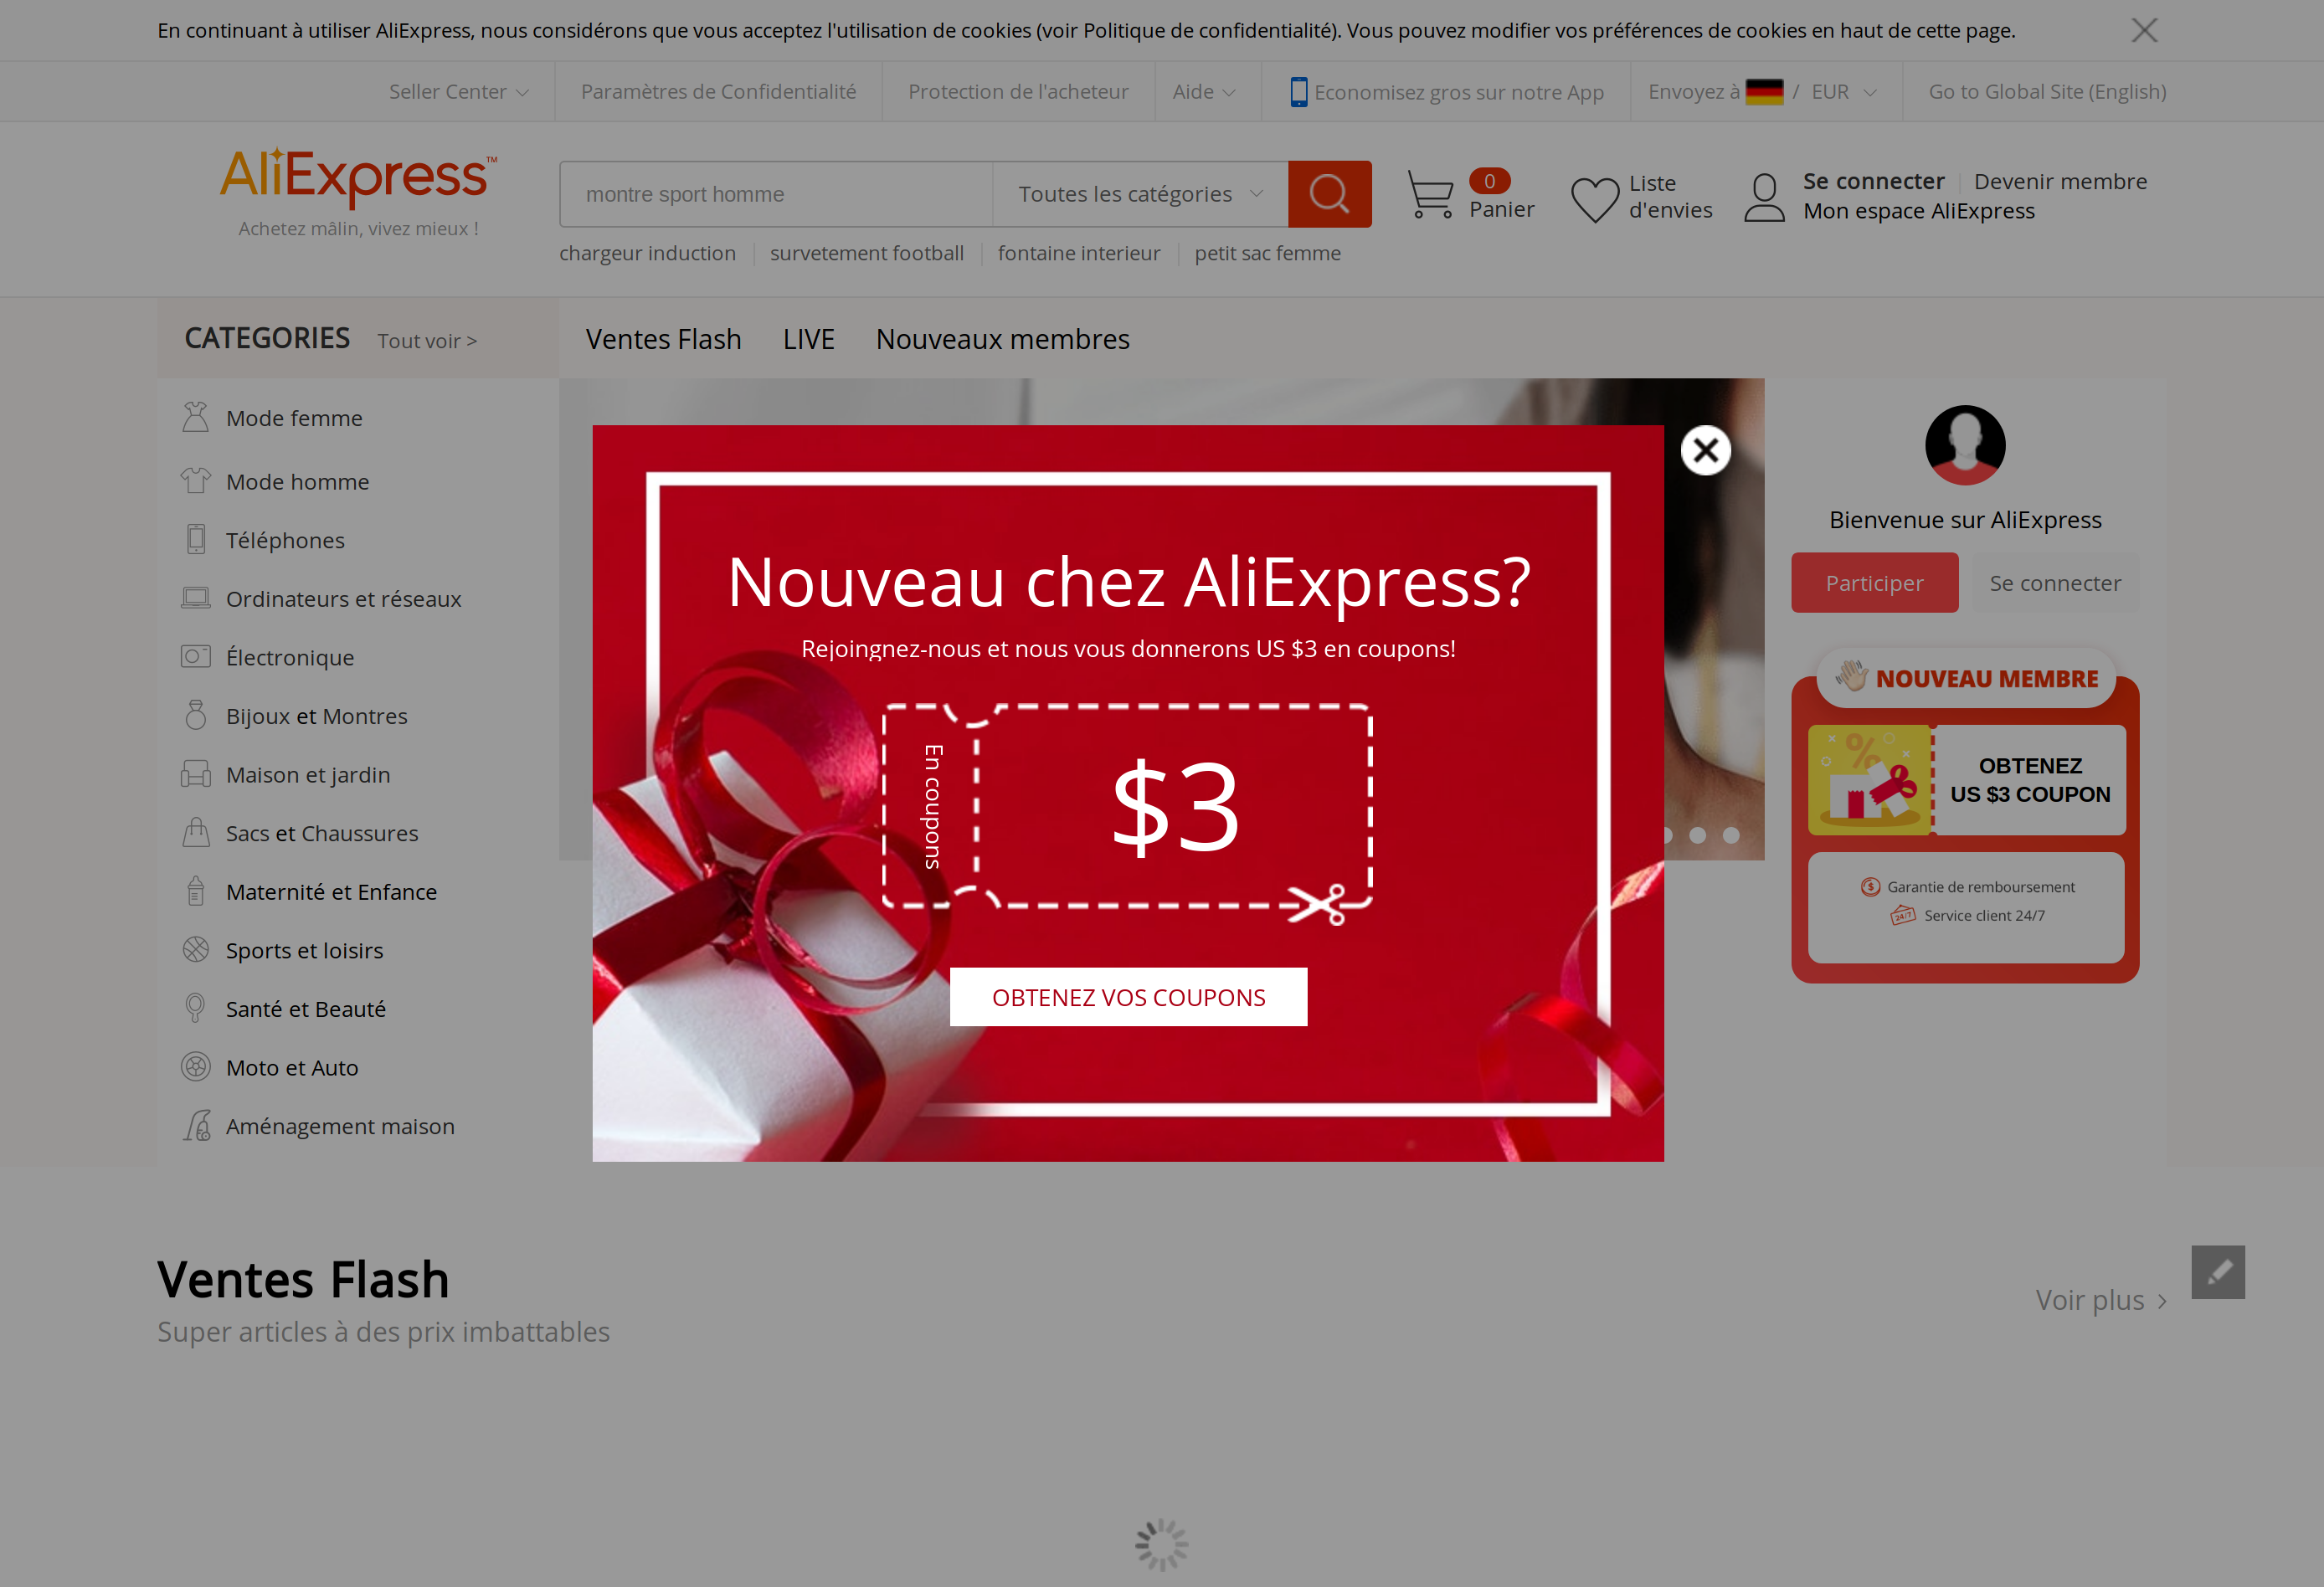 En continuant à utiliser AliExpress, nous considérons que vous acceptez l'utilisation de cookies (voir Politique de confidentialité). Vous pouvez modifier vos préférences de cookies en haut de cette page.
Seller Center
Paramètres de Confidentialité
Protection de l'acheteur
Aide
Economisez gros sur notre App
Envoyez à / EUR
Go to Global Site (English)
AliExpress™
Achetez mâlin, vivez mieux !
montre sport homme
Toutes les catégories
0
Panier
Liste
d'envies
Se connecter
Devenir membre
Mon espace AliExpress
chargeur induction
survetement football
fontaine interieur
petit sac femme
CATEGORIES
Tout voir >
Ventes Flash
LIVE
Nouveaux membres
Mode femme
Mode homme
Téléphones
Ordinateurs et réseaux
Électronique
Bijoux et Montres
Maison et jardin
Sacs et Chaussures
Maternité et Enfance
Sports et loisirs
Santé et Beauté
Moto et Auto
Aménagement maison
Nouveau chez AliExpress?
Rejoingnez-nous et nous vous donnerons US $3 en coupons!
En coupons
$3
OBTENEZ VOS COUPONS
Bienvenue sur AliExpress
Participer
Se connecter
NOUVEAU MEMBRE
%
OBTENEZ
US $3 COUPON
$
Garantie de remboursement
24/7
Service client 24/7
Ventes Flash
Super articles à des prix imbattables
Voir plus >